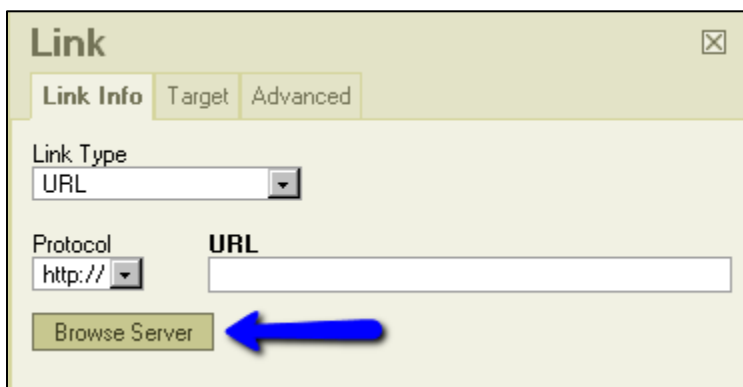 Link
Link Info Target Advanced
Link Type
URL
Protocol URL
http://
Browse Server